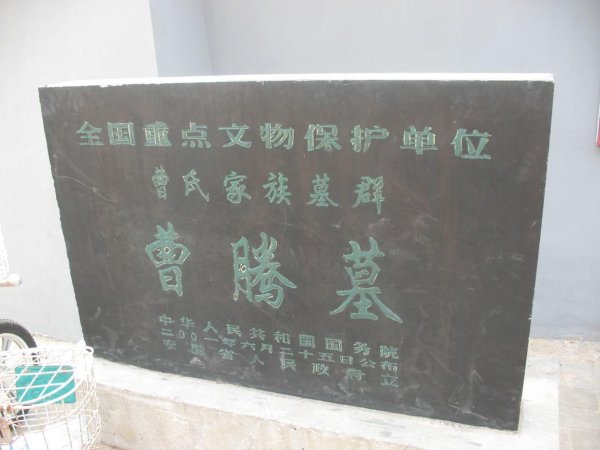 全国重点文物保护单位
曹氏家族墓群
曹腾墓
中华人民共和国国务院
二00一年六月二十五日公布
安徽省人民政府立